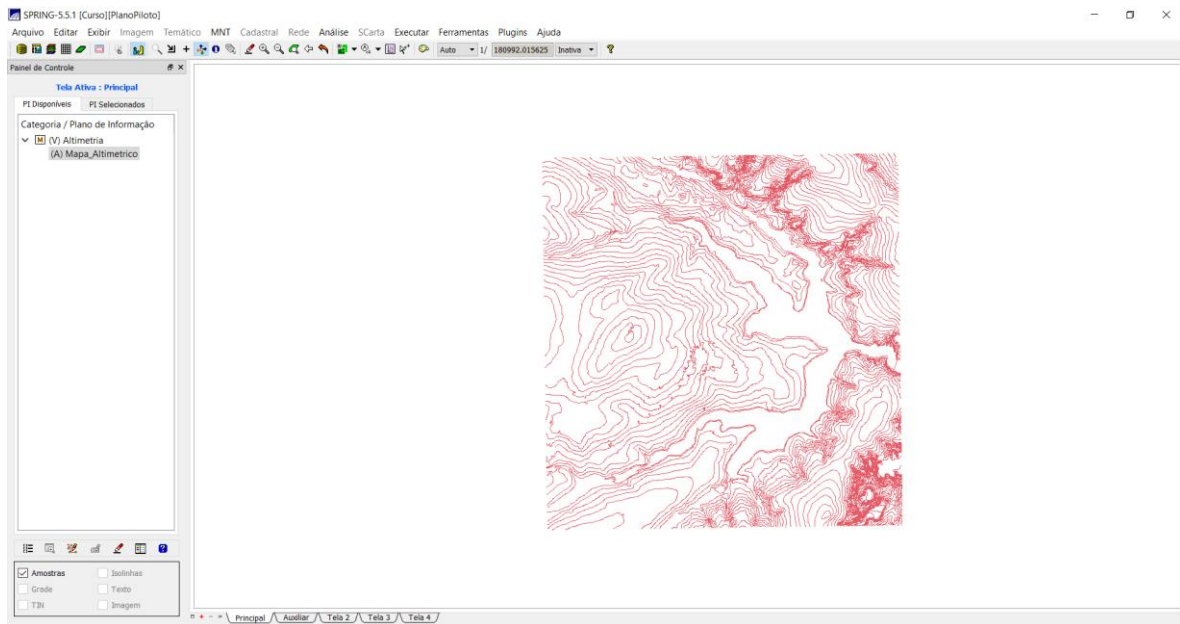 SPRING-5.5.1 [Curso][PlanoPiloto]
Arquivo Editar Exibir Imagem Temático MNT Cadastral Rede Análise SCarta Executar Ferramentas Plugins Ajuda
Auto 1/ 180992.015625 Inativa
Painel de Controle
Tela Ativa : Principal
PI Disponíveis PI Selecionados
Categoria / Plano de Informação
M (V) Altimetria
(A) Mapa_Altimetrico
Amostras Isolinhas
Grade Texto
TIN Imagem
Principal Auxiliar Tela 2 Tela 3 Tela 4